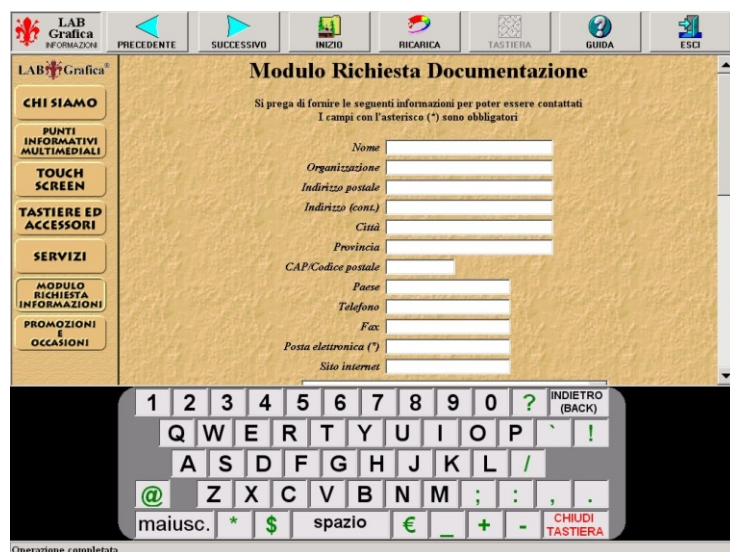 LAB
Grafica
INFORMAZIONI
PRECEDENTE
SUCCESSIVO
INIZIO
RICARICA
TASTIERA
GUIDA
ESCI
LAB Grafica®
CHI SIAMO
PUNTI
INFORMATIVI
MULTIMEDIALI
TOUCH
SCREEN
TASTIERE ED
ACCESSORI
SERVIZI
MODULO
RICHIESTA
INFORMAZIONI
PROMOZIONI
E
OCCASIONI
Modulo Richiesta Documentazione
Si prega di fornire le seguenti informazioni per poter essere contattati
I campi con l'asterisco (*) sono obbligatori
Nome
Organizzazione
Indirizzo postale
Indirizzo (cont.)
Città
Provincia
CAP/Codice postale
Paese
Telefono
Fax
Posta elettronica (*)
Sito internet
1 2 3 4 5 6 7 8 9 0 ? INDIETRO
(BACK)
Q W E R T Y U I O P ` !
A S D F G H J K L /
@ Z X C V B N M ; : , .
maiusc. * $ spazio € _ + - CHIUDI
TASTIERA
Operazione completata